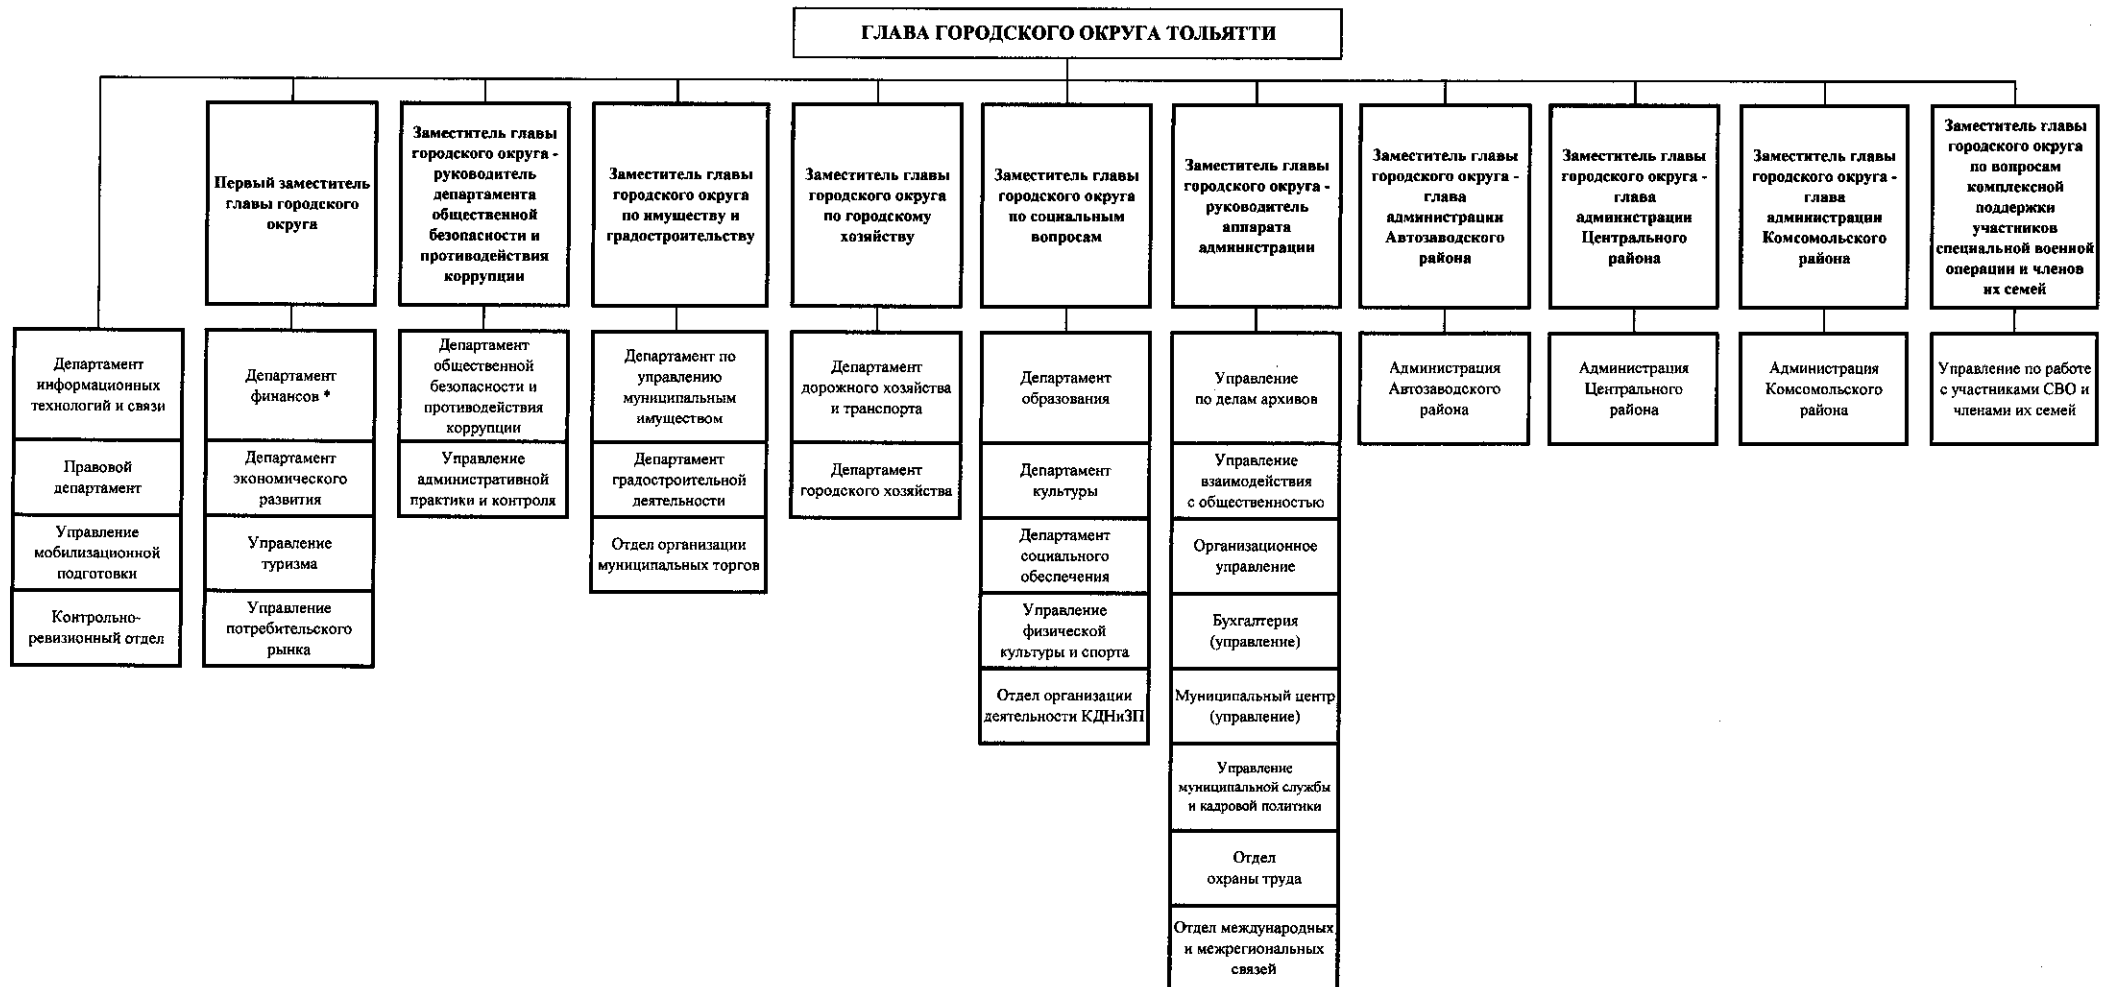 ГЛАВА ГОРОДСКОГО ОКРУГА ТОЛЬЯТТИ
Первый заместитель
главы городского
округа
Заместитель главы
городского округа -
руководитель
департамента
общественной
безопасности и
противодействия
коррупции
Заместитель главы
городского округа
по имуществу и
градостроительству
Заместитель главы
городского округа
по городскому
хозяйству
Заместитель главы
городского округа
по социальным
вопросам
Заместитель главы
городского округа -
руководитель
аппарата
администрации
Заместитель главы
городского округа -
глава
администрации
Автозаводского
района
Заместитель главы
городского округа -
глава
администрации
Центрального
района
Заместитель главы
городского округа -
глава
администрации
Комсомольского
района
Заместитель главы
городского округа
по вопросам
комплексной
поддержки
участников
специальной военной
операции и членов
их семей
Департамент
информационных
технологий и связи
Правовой
департамент
Управление
мобилизационной
подготовки
Контрольно-
ревизионный отдел
Департамент
финансов *
Департамент
экономического
развития
Управление
туризма
Управление
потребительского
рынка
Департамент
общественной
безопасности и
противодействия
коррупции
Управление
административной
практики и контроля
Департамент по
управлению
муниципальным
имуществом
Департамент
градостроительной
деятельности
Отдел организации
муниципальных торгов
Департамент
дорожного хозяйства
и транспорта
Департамент
городского хозяйства
Департамент
образования
Департамент
культуры
Департамент
социального
обеспечения
Управление
физической
культуры и спорта
Отдел организации
деятельности КДНиЗП
Управление
по делам архивов
Управление
взаимодействия
с общественностью
Организационное
управление
Бухгалтерия
(управление)
Муниципальный центр
(управление)
Управление
муниципальной службы
и кадровой политики
Отдел
охраны труда
Отдел международных
и межрегиональных
связей
Администрация
Автозаводского
района
Администрация
Центрального
района
Администрация
Комсомольского
района
Управление по работе
с участниками СВО и
членами их семей